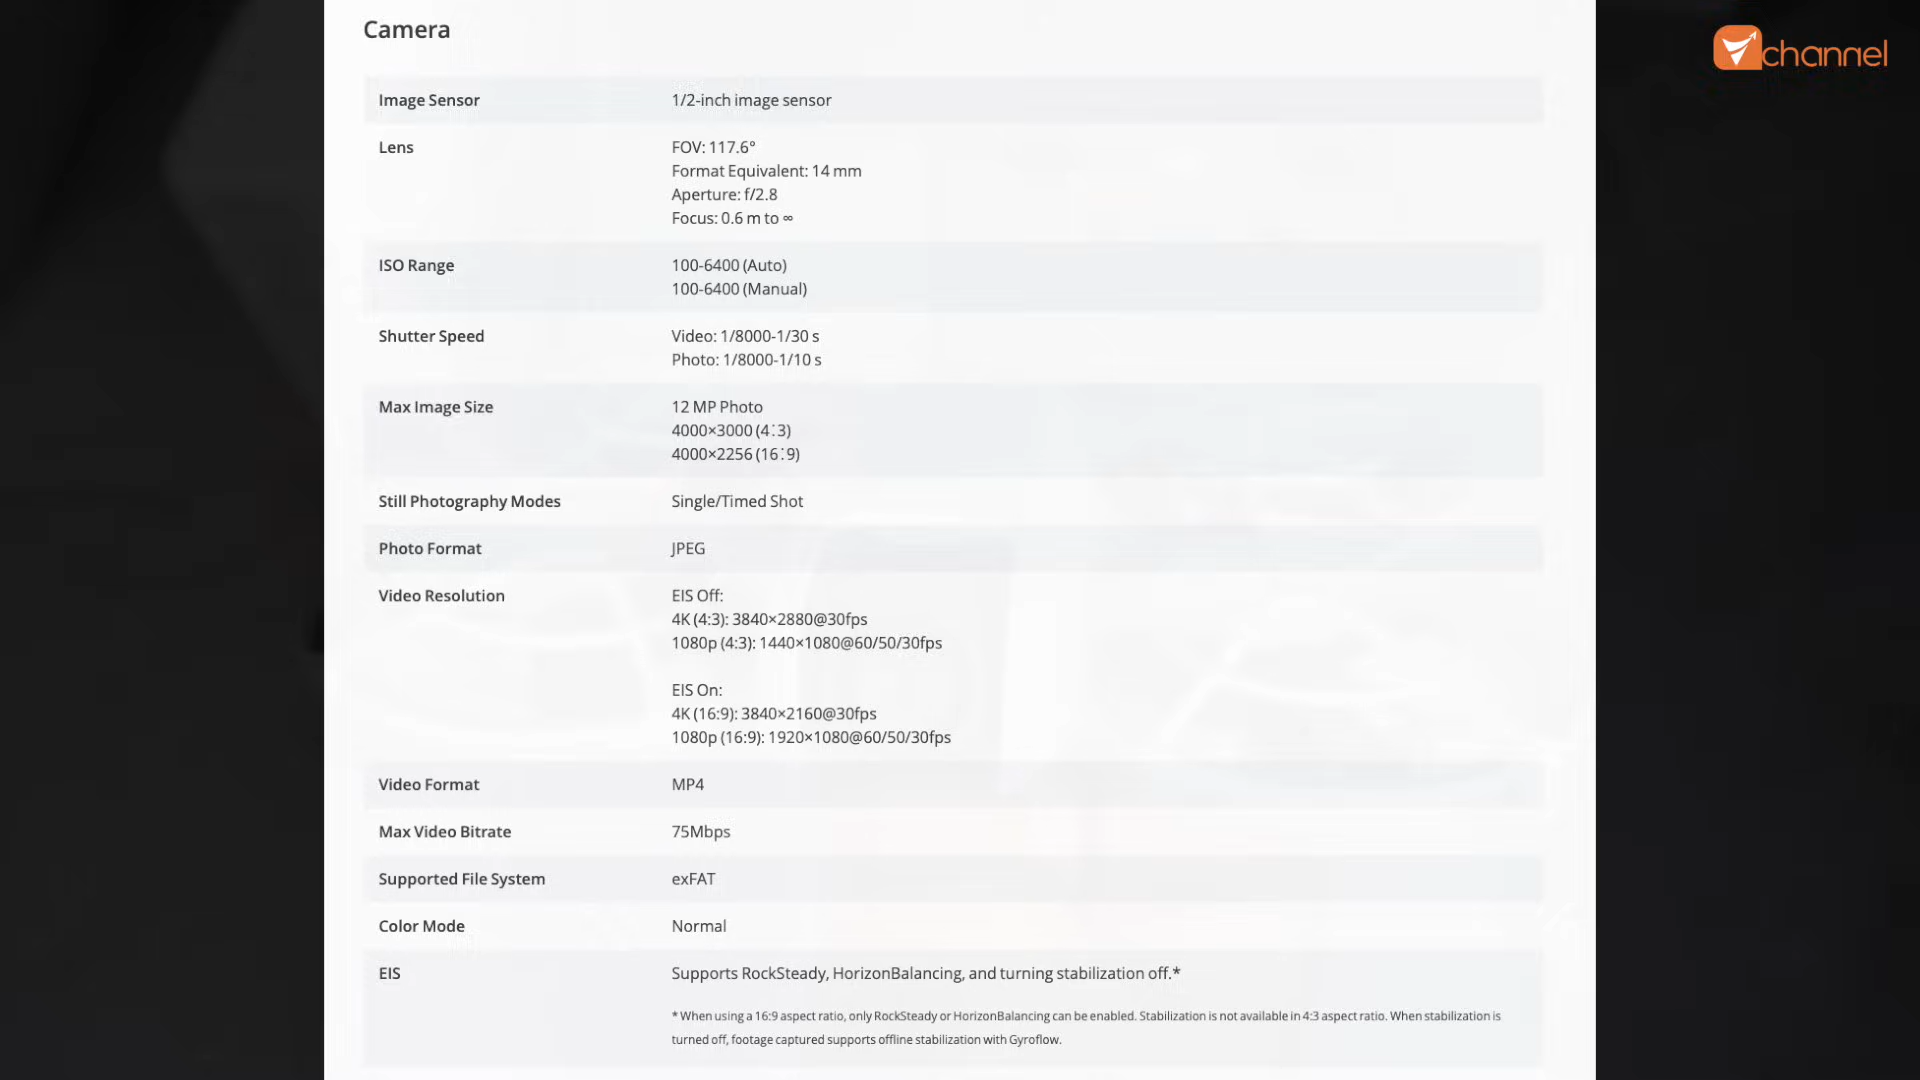 Camera
channel
Image Sensor 1/2-inch image sensor
Lens FOV: 117.6°
Format Equivalent: 14 mm
Aperture: f/2.8
Focus: 0.6 m to ∞
ISO Range 100-6400 (Auto)
100-6400 (Manual)
Shutter Speed Video: 1/8000-1/30 s
Photo: 1/8000-1/10 s
Max Image Size 12 MP Photo
4000×3000 (4∶3)
4000×2256 (16∶9)
Still Photography Modes Single/Timed Shot
Photo Format JPEG
Video Resolution EIS Off:
4K (4:3): 3840×2880@30fps
1080p (4:3): 1440×1080@60/50/30fps
EIS On:
4K (16:9): 3840×2160@30fps
1080p (16:9): 1920×1080@60/50/30fps
Video Format MP4
Max Video Bitrate 75Mbps
Supported File System exFAT
Color Mode Normal
EIS Supports RockSteady, HorizonBalancing, and turning stabilization off.*
* When using a 16:9 aspect ratio, only RockSteady or HorizonBalancing can be enabled. Stabilization is not available in 4:3 aspect ratio. When stabilization is
turned off, footage captured supports offline stabilization with Gyroflow.